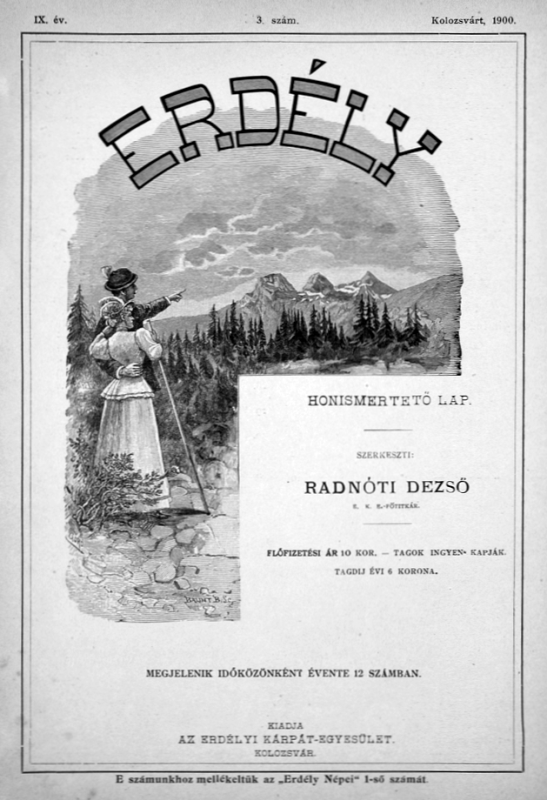 IX. év. 3. szám. Kolozsvárt, 1900.
ERDÉLY
HONISMERTETŐ LAP.
SZERKESZTI:
RADNÓTI DEZSŐ
E. K. E.-FŐTITKÁR.
FLŐFIZETÉSI ÁR 10 KOR. — TAGOK INGYEN KAPJÁK.
TAGDIJ ÉVI 6 KORONA.
MEGJELENIK IDŐKÖZÖNKÉNT ÉVENTE 12 SZÁMBAN.
KIADJA
AZ ERDÉLYI KÁRPÁT-EGYESÜLET.
KOLOZSVÁR.
E számunkhoz mellékeltük az „Erdély Népei" 1-ső számát.